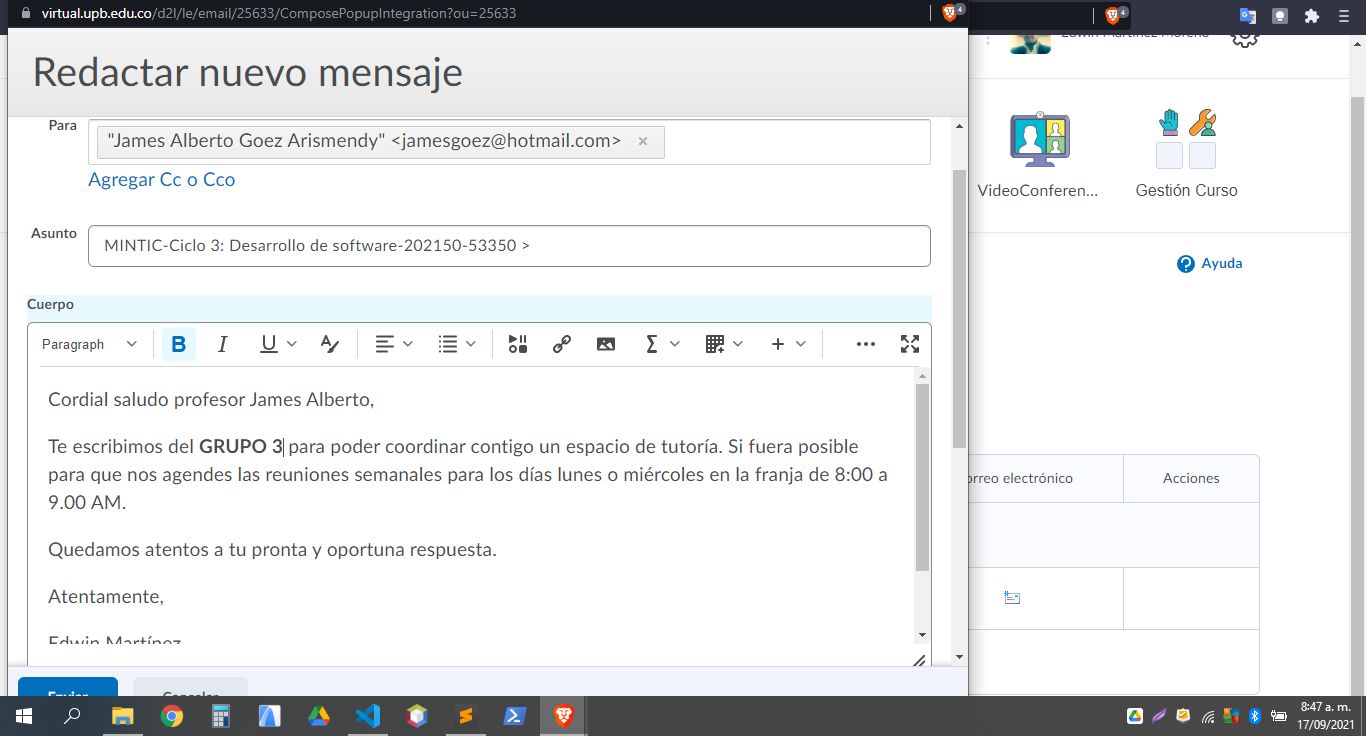 virtual.upb.edu.co/d2l/le/email/25633/ComposePopupIntegration?ou=25633
4
4
Redactar nuevo mensaje
Edwin Martínez Moreno
Para
"James Alberto Goez Arismendy" <jamesgoez@hotmail.com> ×
Agregar Cc o Cco
VideoConferen...
Gestión Curso
Asunto
MINTIC-Ciclo 3: Desarrollo de software-202150-53350 >
Ayuda
Cuerpo
Paragraph
B I U
Σ
+
...
Cordial saludo profesor James Alberto,
Te escribimos del GRUPO 3 para poder coordinar contigo un espacio de tutoría. Si fuera posible
para que nos agendes las reuniones semanales para los días lunes o miércoles en la franja de 8:00 a
9.00 AM.
Quedamos atentos a tu pronta y oportuna respuesta.
Atentamente,
Edwin Martínez
orreo electrónico
Acciones
Enviar
Cancelar
8:47 a. m.
17/09/2021